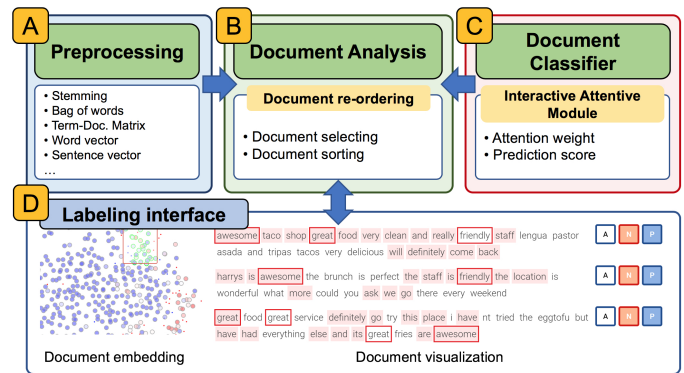 A
Preprocessing
• Stemming
• Bag of words
• Term-Doc. Matrix
• Word vector
• Sentence vector
...
B
Document Analysis
Document re-ordering
• Document selecting
• Document sorting
C
Document
Classifier
Interactive Attentive
Module
• Attention weight
• Prediction score
D
Labeling interface
awesome taco shop great food very clean and really friendly staff lengua pastor
asada and tripas tacos very delicious will definitely come back
A N P
harrys is awesome the brunch is perfect the staff is friendly the location is
wonderful what more could you ask we go there every weekend
A N P
great food great service definitely go try this place i have nt tried the eggtofu but
have had everything else and its great fries are awesome
A N P
Document embedding
Document visualization